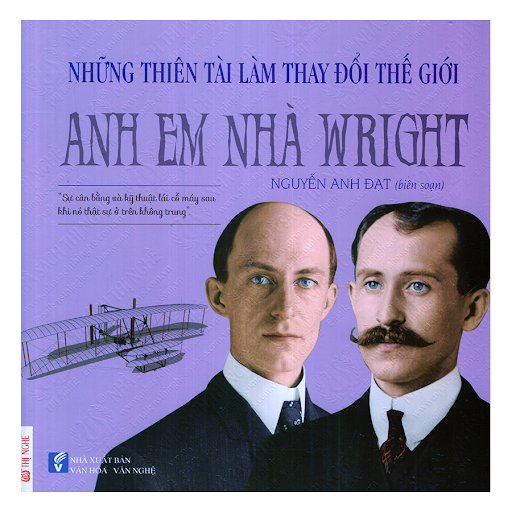 NHỮNG THIÊN TÀI LÀM THAY ĐỔI THẾ GIỚI
ANH EM NHÀ WRIGHT
NGUYỄN ANH ĐẠT (biên soạn)
"Sự cân bằng và kỹ thuật lái cỗ máy sau
khi nó thật sự ở trên không trung".
THỊ NGHÈ
NHÀ XUẤT BẢN
VĂN HÓA VĂN NGHỆ